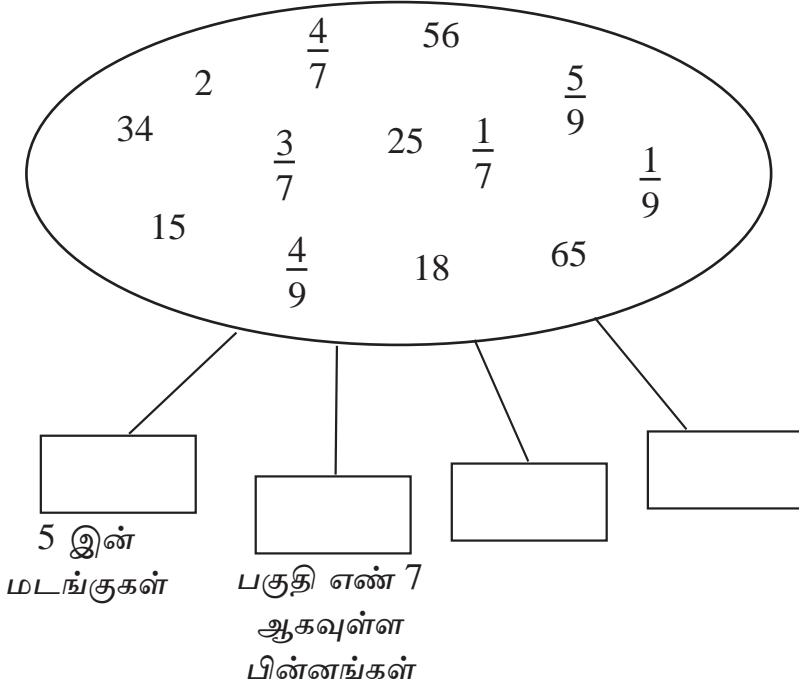 4/7 56
2 5/9
34 3/7 25 1/7 1/9
15 4/9 18 65
5 இன்
மடங்குகள்
பகுதி எண் 7
ஆகவுள்ள
பின்னங்கள்